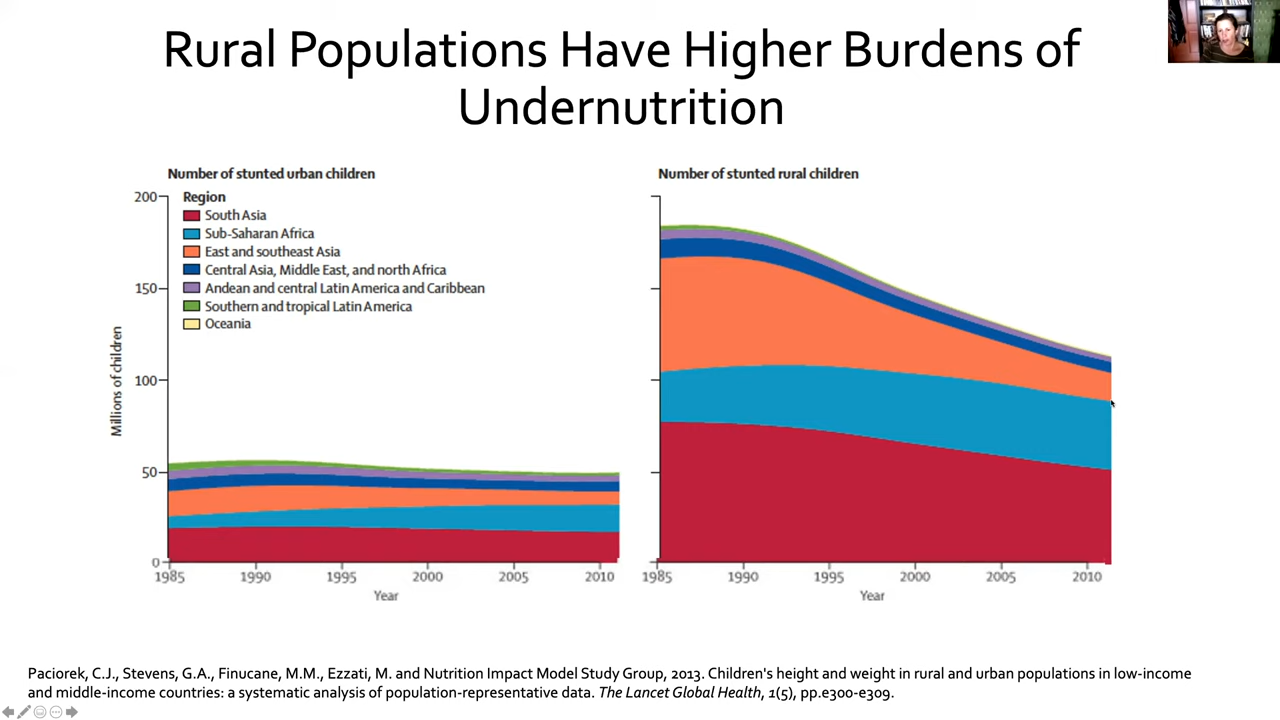 Rural Populations Have Higher Burdens of
Undernutrition
Number of stunted urban children
Region
South Asia
Sub-Saharan Africa
East and southeast Asia
Central Asia, Middle East, and north Africa
Andean and central Latin America and Caribbean
Southern and tropical Latin America
Oceania
Millions of children
200
150
100
50
0
1985 1990 1995 2000 2005 2010
Year
Number of stunted rural children
1985 1990 1995 2000 2005 2010
Year
Paciorek, C.J., Stevens, G.A., Finucane, M.M., Ezzati, M. and Nutrition Impact Model Study Group, 2013. Children's height and weight in rural and urban populations in low-income
and middle-income countries: a systematic analysis of population-representative data. The Lancet Global Health, 1(5), pp.e300-e309.